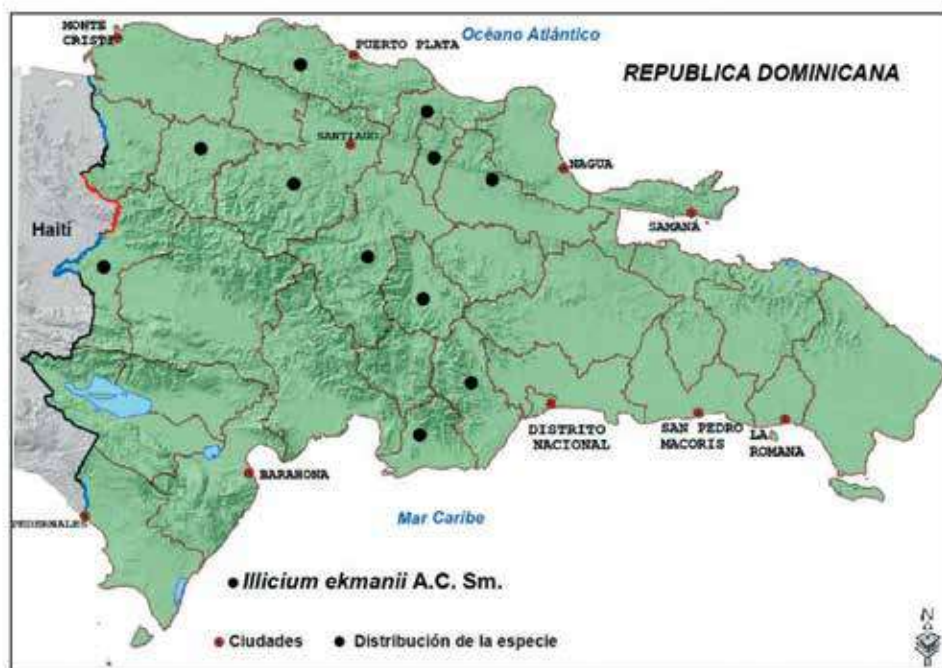 MONTE
CRISTI
Océano Atlántico
PUERTO PLATA
REPUBLICA DOMINICANA
SANTIAGO
NAGUA
SAMANÁ
Haití
DISTRITO
NACIONAL
SAN PEDRO
MACORIS
LA
ROMANA
BARAHONA
PEDERNALES
Mar Caribe
Illicium ekmanii A.C. Sm.
Ciudades
Distribución de la especie
N